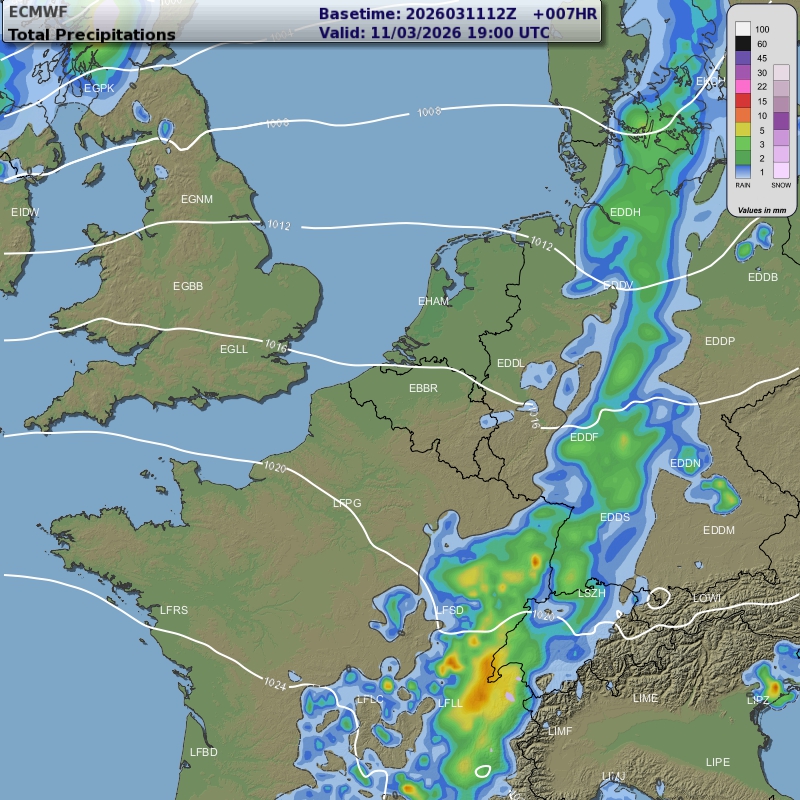 ECMWF
Basetime: 2026031112Z +007HR
Total Precipitations
Valid: 11/03/2026 19:00 UTC
100
60
45
30
22
15
10
5
3
2
1
RAIN SNOW
Values in mm
1004
EGPK
1008
1008
EGNM
EIDW
EDDH
1012
1012
EGBB
EDDV
EDDB
EHAM
EGLL
1016
EDDP
EDDL
EBBR
1016
EDDF
EDDN
1020
LFPG
EDDS
EDDM
LSZH
LOWI
LFRS
LFSD
1020
1024
LFLC
LFLL
LIME
LIPZ
LIMF
LFBD
LIPE